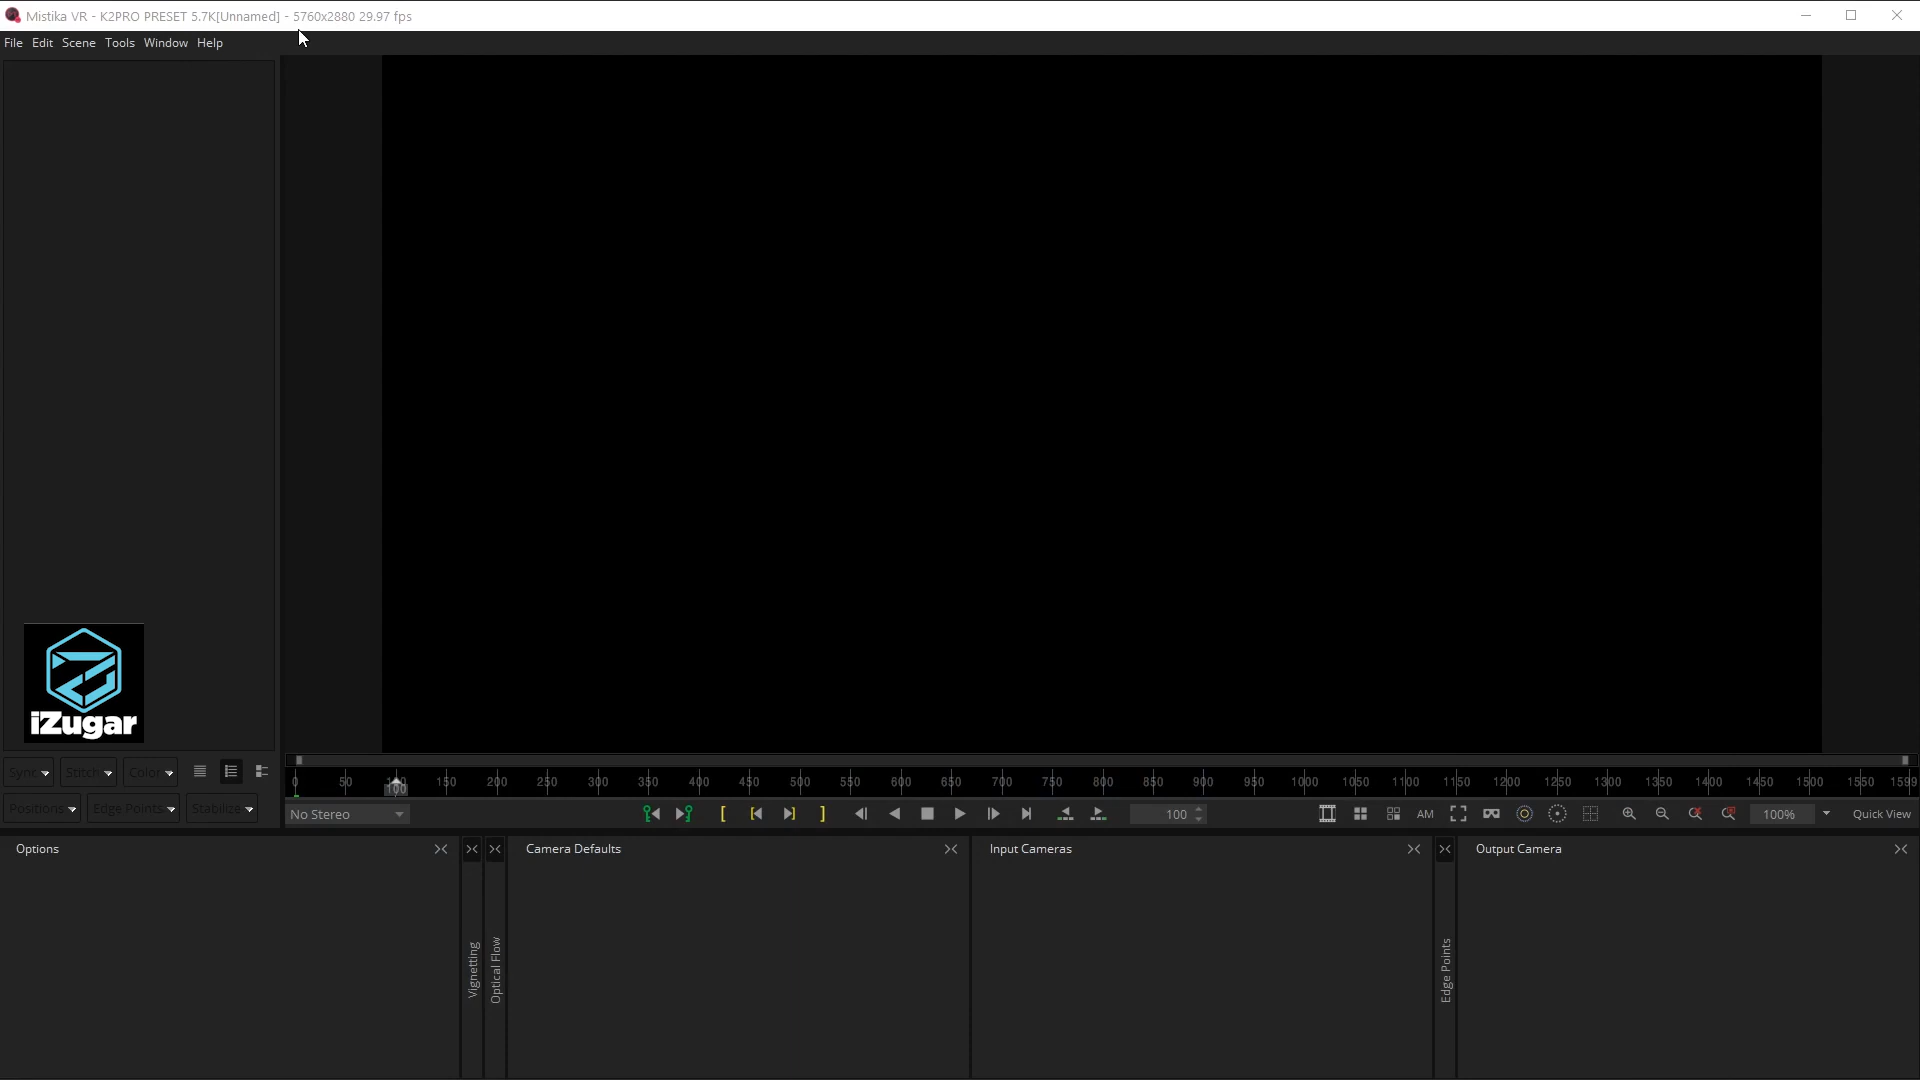 Mistika VR - K2PRO PRESET 5.7K[Unnamed] - 5760x2880 29.97 fps
File Edit Scene Tools Window Help
iZugar
Sync Stitch Color
Positions Edge Points Stabilize
0 50 100 150 200 250 300 350 400 450 500 550 600 650 700 750 800 850 900 950 1000 1050 1100 1150 1200 1250 1300 1350 1400 1450 1500 1550 1599
100
No Stereo 100 AM 100% Quick View
Options Camera Defaults Input Cameras Output Camera
Vignetting
Optical Flow
Edge Points